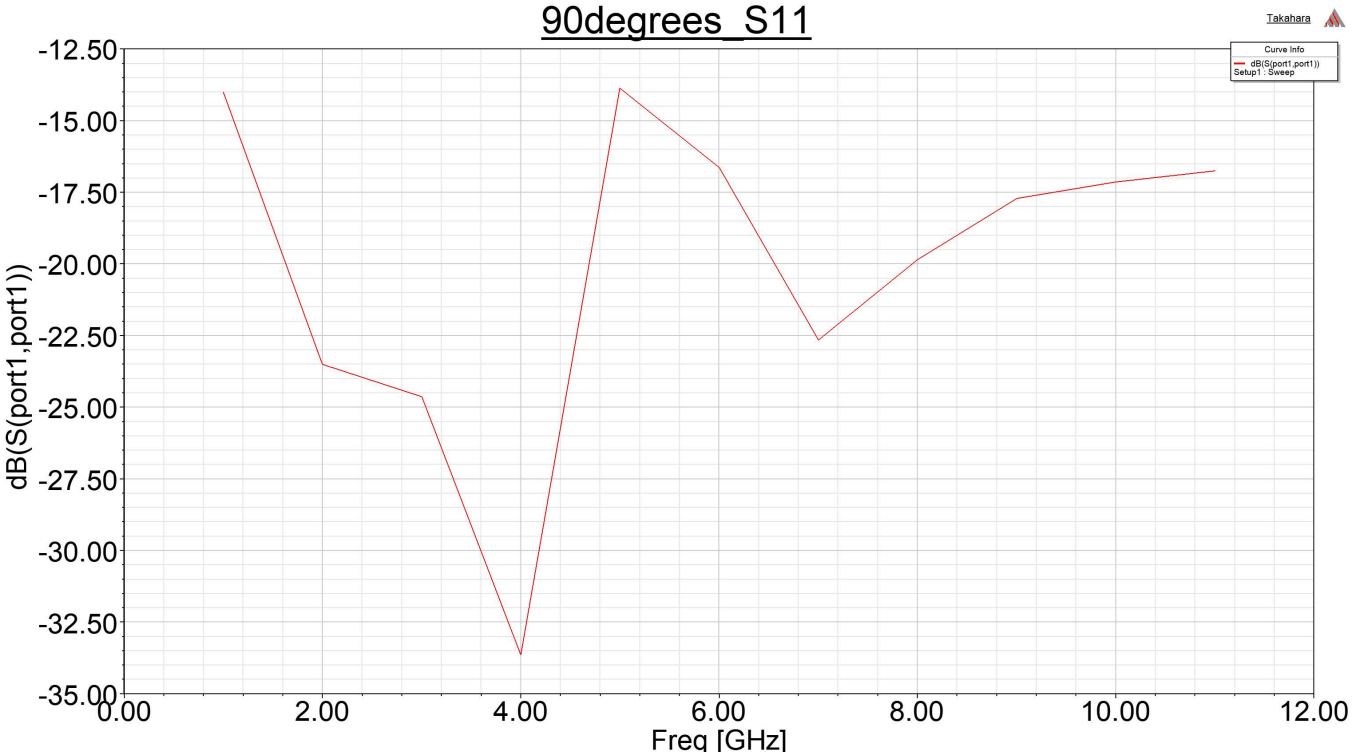 90degrees_S11
Takahara
Curve Info
dB(S(port1,port1))
Setup1 : Sweep
dB(S(port1,port1))
-12.50
-15.00
-17.50
-20.00
-22.50
-25.00
-27.50
-30.00
-32.50
-35.00
0.00 2.00 4.00 6.00 8.00 10.00 12.00
Freq [GHz]